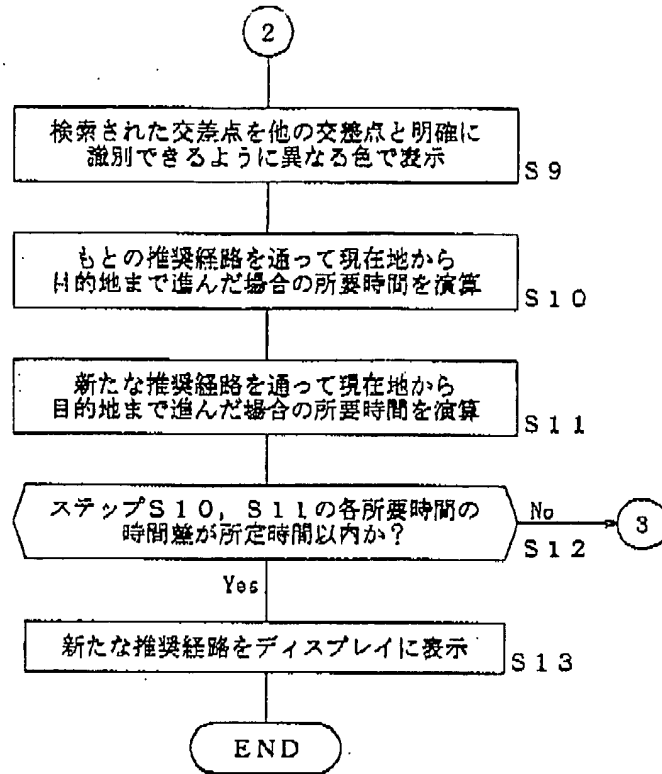 2
検索された交差点を他の交差点と明確に
識別できるように異なる色で表示
S9
もとの推奨経路を通って現在地から
目的地まで進んだ場合の所要時間を演算
S10
新たな推奨経路を通って現在地から
目的地まで進んだ場合の所要時間を演算
S11
ステップS10, S11の各所要時間の
時間差が所定時間以内か?
No
3
S12
Yes
新たな推奨経路をディスプレイに表示
S13
END